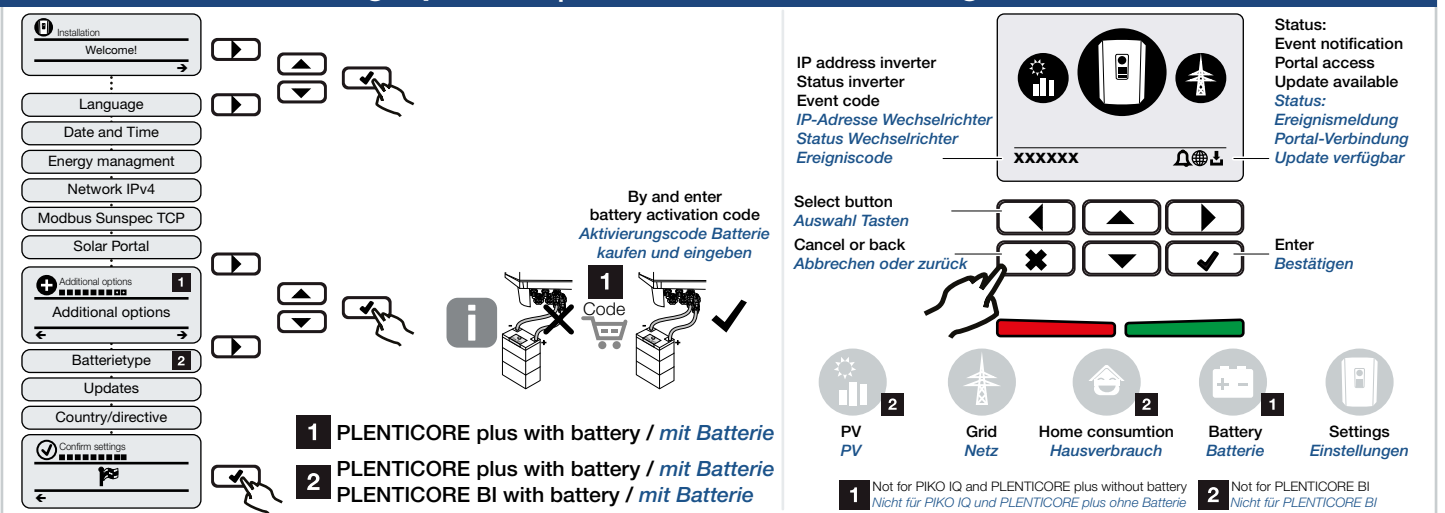 Installation
Welcome!
Language
Date and Time
Energy managment
Network IPv4
Modbus Sunspec TCP
Solar Portal
Additional options
1
Additional options
Batterietype
2
Updates
Country/directive
Confirm settings
By and enter
battery activation code
Aktivierungscode Batterie
kaufen und eingeben
i
1
Code
-
+
-
+
1 PLENTICORE plus with battery / mit Batterie
2 PLENTICORE plus with battery / mit Batterie
PLENTICORE BI with battery / mit Batterie
IP address inverter
Status inverter
Event code
IP-Adresse Wechselrichter
Status Wechselrichter
Ereigniscode
xxxxxx
Status:
Event notification
Portal access
Update available
Status:
Ereignismeldung
Portal-Verbindung
Update verfügbar
Select button
Auswahl Tasten
Cancel or back
Abbrechen oder zurück
Enter
Bestätigen
2
2
1
PV
PV
Grid
Netz
Home consumtion
Hausverbrauch
Battery
Batterie
Settings
Einstellungen
1 Not for PIKO IQ and PLENTICORE plus without battery
Nicht für PIKO IQ und PLENTICORE plus ohne Batterie
2 Not for PLENTICORE BI
Nicht für PLENTICORE BI